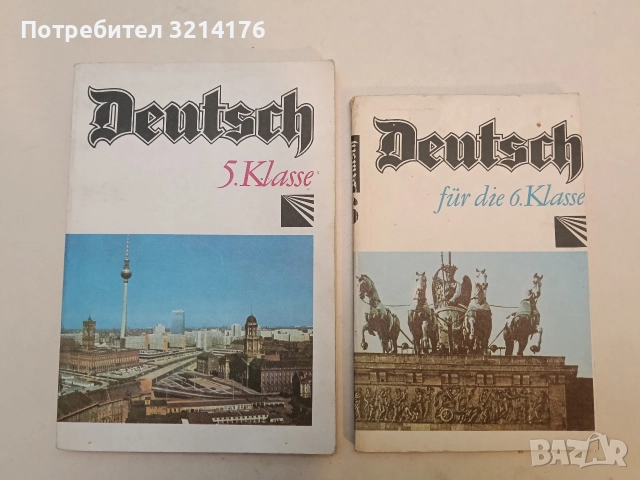 Потребител 3214176
Deutsch
5.Klasse
Deutsch
für die 6.Klasse
BAZAR